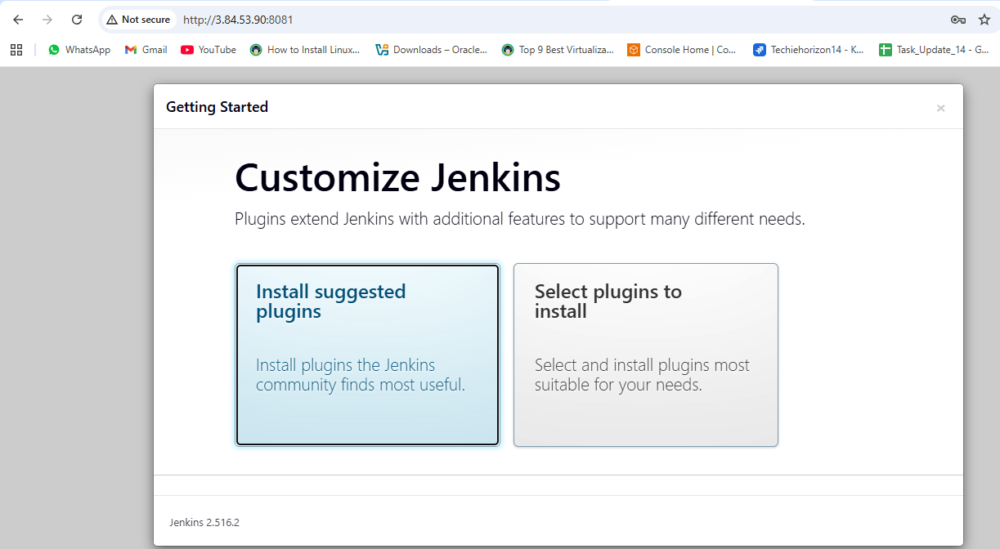 Not secure http://3.84.53.90:8081
WhatsApp Gmail YouTube How to Install Linux... Downloads – Oracle... Top 9 Best Virtualiza... Console Home | Co... Techiehorizon14 - K... Task_Update_14 - G...
Getting Started ×
Customize Jenkins
Plugins extend Jenkins with additional features to support many different needs.
Install suggested
plugins
Install plugins the Jenkins
community finds most useful.
Select plugins to
install
Select and install plugins most
suitable for your needs.
Jenkins 2.516.2